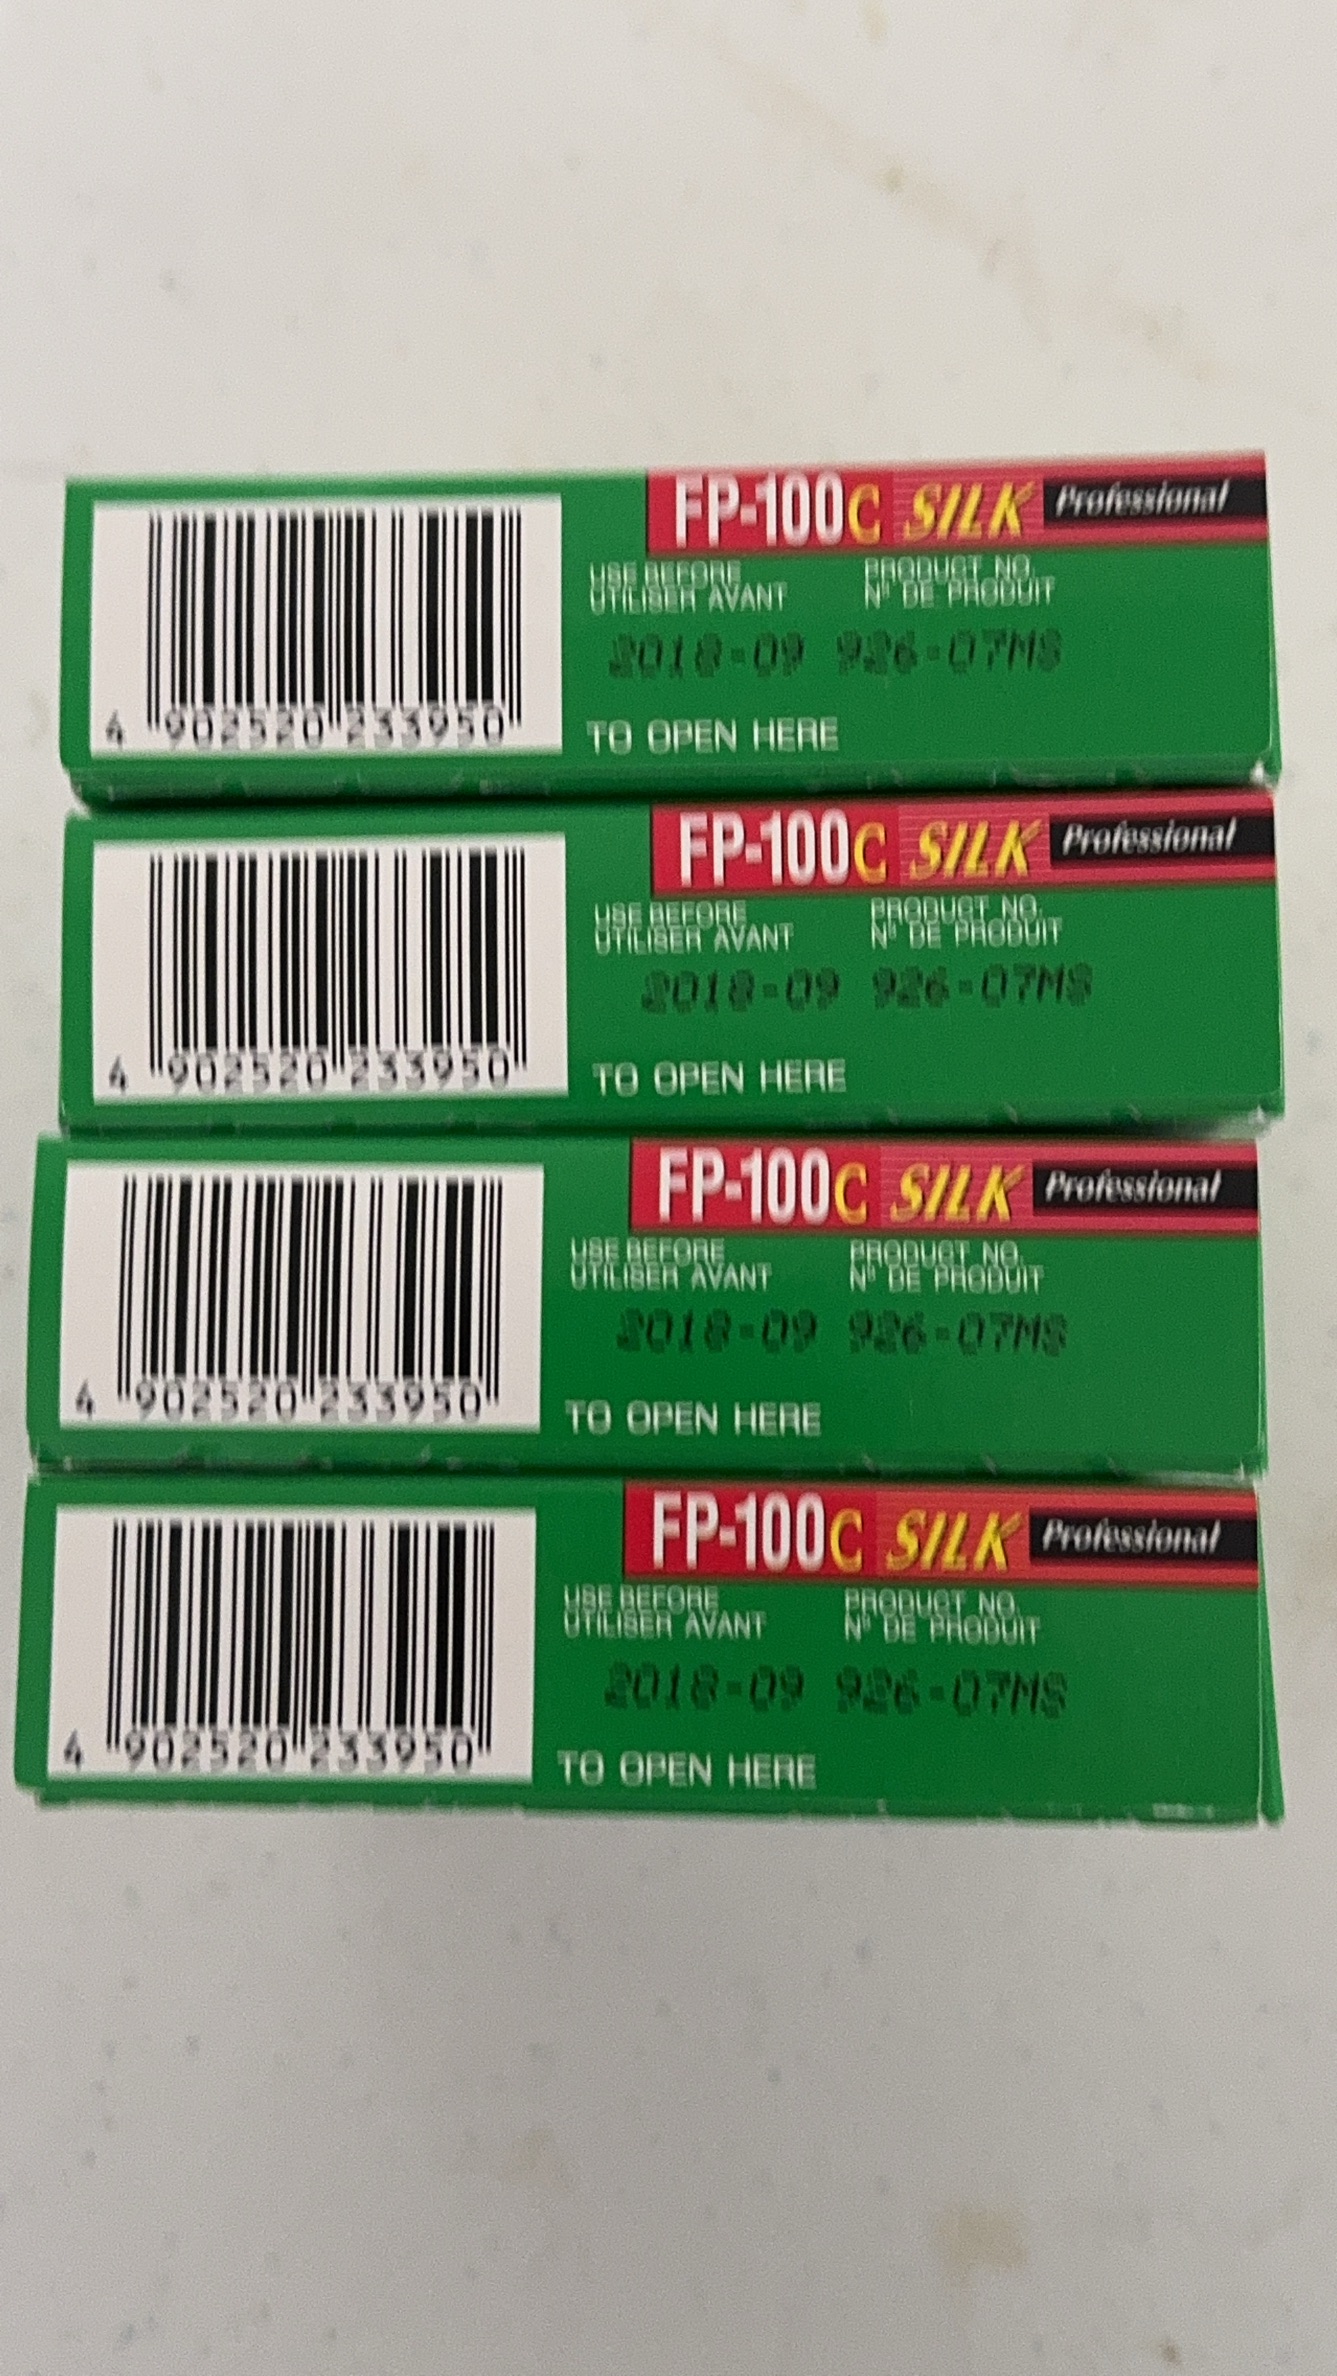 FP-100C SILK Professional
USE BEFORE PRODUCT NO.
UTILISER AVANT Nº DE PRODUIT
2018-09 926-07MS
4 902520 233950
TO OPEN HERE
FP-100C SILK Professional
USE BEFORE PRODUCT NO.
UTILISER AVANT Nº DE PRODUIT
2018-09 926-07MS
4 902520 233950
TO OPEN HERE
FP-100C SILK Professional
USE BEFORE PRODUCT NO.
UTILISER AVANT Nº DE PRODUIT
2018-09 926-07MS
4 902520 233950
TO OPEN HERE
FP-100C SILK Professional
USE BEFORE PRODUCT NO.
UTILISER AVANT Nº DE PRODUIT
2018-09 926-07MS
4 902520 233950
TO OPEN HERE